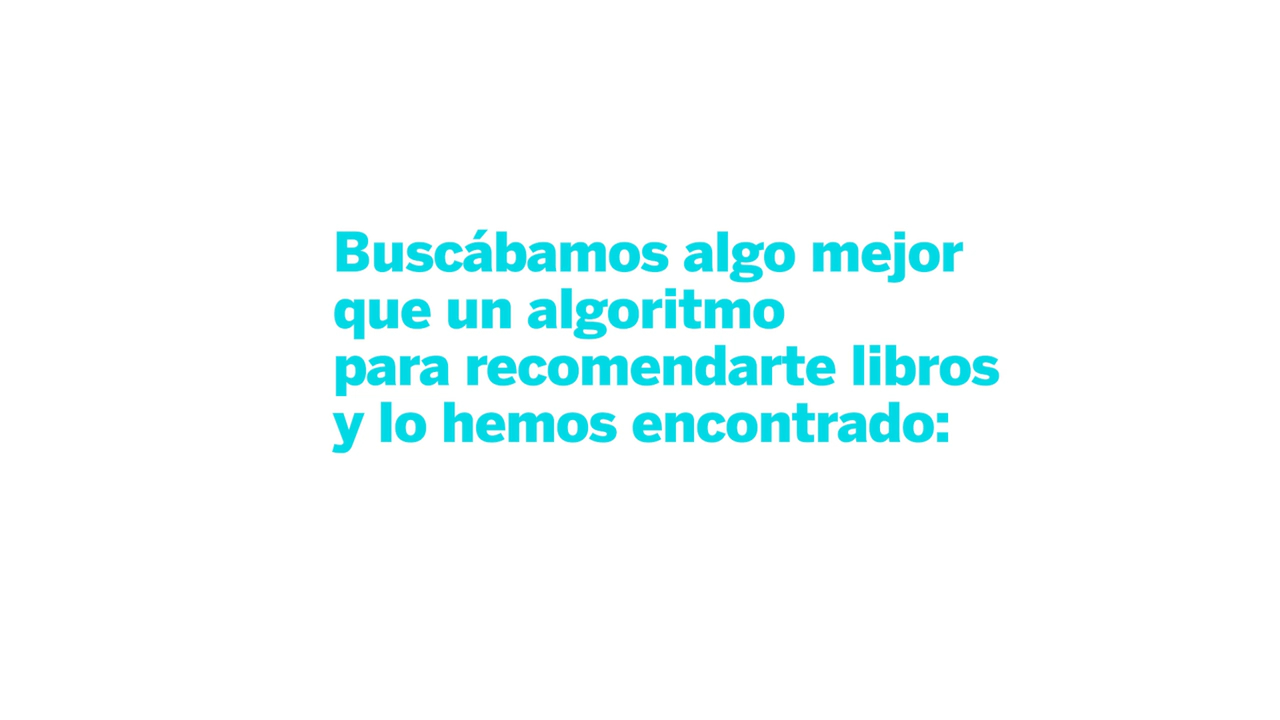 Buscábamos algo mejor
que un algoritmo
para recomendarte libros
y lo hemos encontrado: